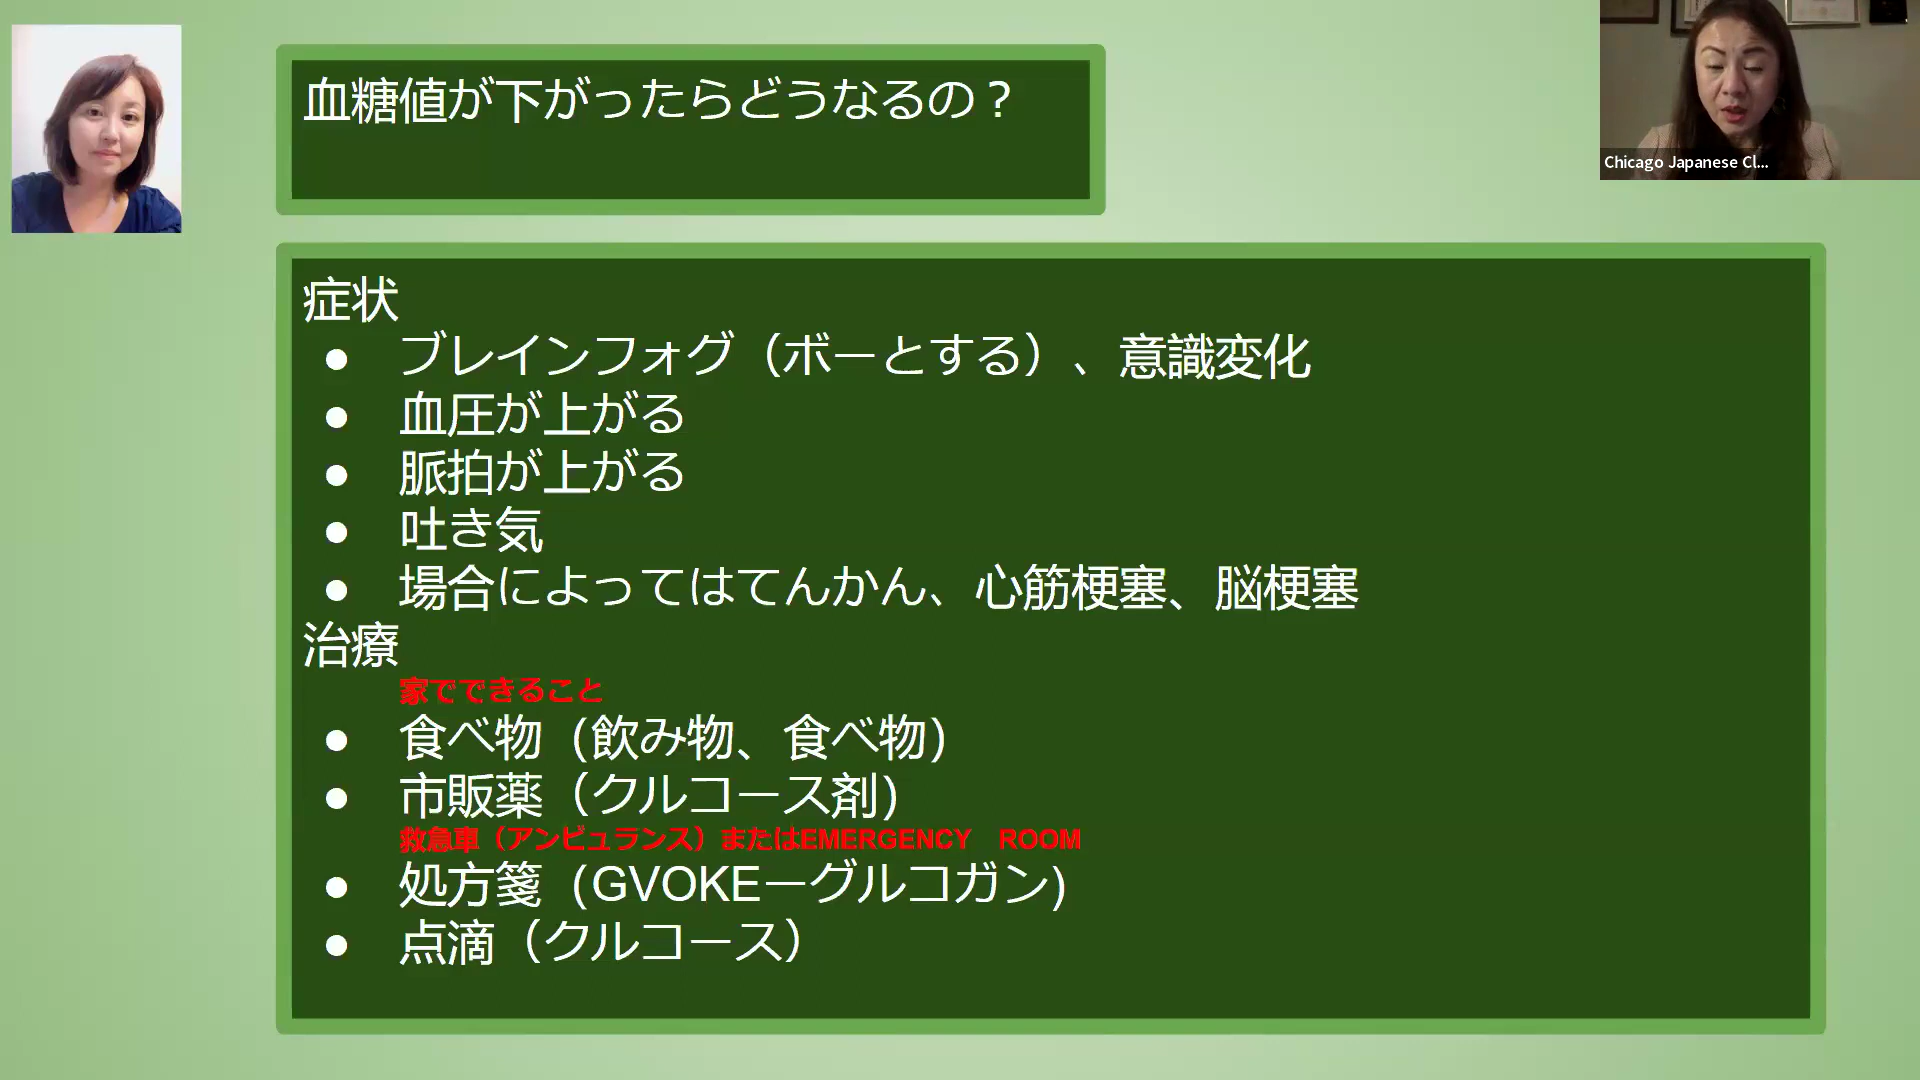 血糖値が下がったらどうなるの？
Chicago Japanese Cl...
症状
● ブレインフォグ（ボーとする）、意識変化
● 血圧が上がる
● 脈拍が上がる
● 吐き気
● 場合によってはてんかん、心筋梗塞、脳梗塞
治療
家でできること
● 食べ物（飲み物、食べ物)
● 市販薬（クルコース剤)
救急車（アンビュランス）またはEMERGENCY　ROOM
● 処方箋（GVOKEーグルコガン)
● 点滴（クルコース）